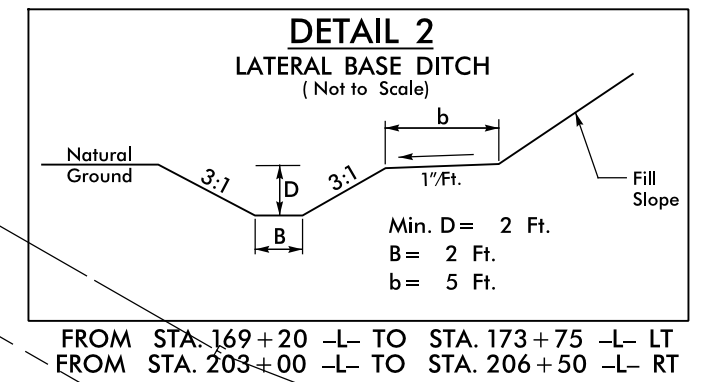 DETAIL 2
LATERAL BASE DITCH
( Not to Scale)
b
Natural
Ground
3:1
D
3:1
1"/Ft.
Fill
Slope
B
Min. D= 2 Ft.
B= 2 Ft.
b= 5 Ft.
FROM STA. 169+20 -L- TO STA. 173+75 -L- LT
FROM STA. 203+00 -L- TO STA. 206+50 -L- RT